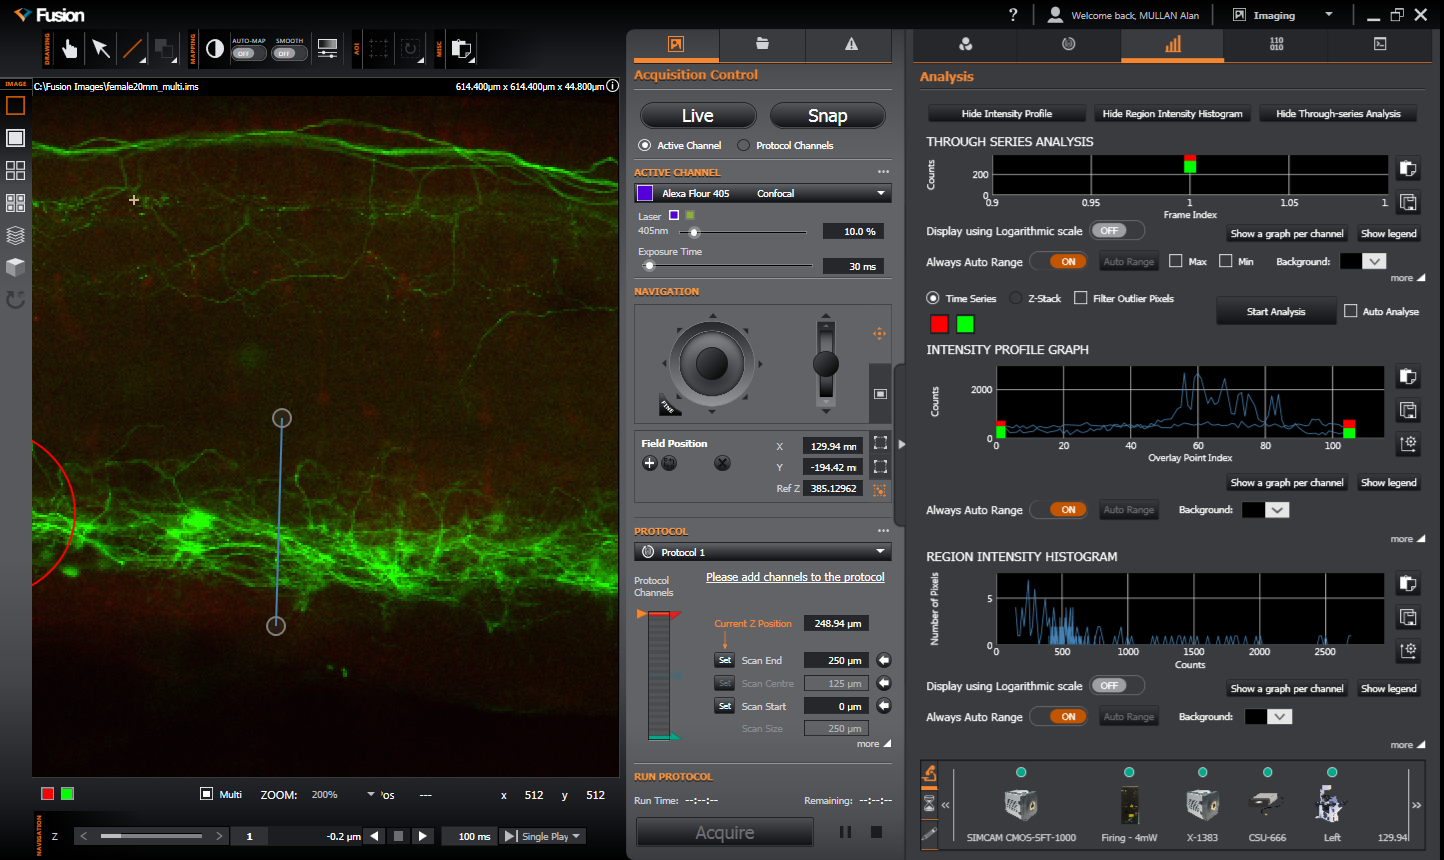 Fusion
? Welcome back, MULLAN Alan Imaging
DRAWING
MAPPING
AUTO-MAP
OFF
SMOOTH
OFF
AOI
MISC
IMAGE
C:\Fusion Images\female20mm_multi.ims 614.400µm x 614.400µm x 44.800µm
Multi ZOOM: 200% x 512 y 512
NAVIGATION
Z 1 -0.2 µm 100 ms Single Play
Acquisition Control
Live Snap
Active Channel Protocol Channels
ACTIVE CHANNEL
Alexa Flour 405 Confocal
Laser
405nm 10.0 %
Exposure Time
30 ms
NAVIGATION
FINE
Field Position
X 129.94 mn
Y -194.42 m
Ref Z 385.12962
PROTOCOL
Protocol 1
Protocol Channels
Please add channels to the protocol
Current Z Position 248.94 µm
Set Scan End 250 µm
Set Scan Centre 125 µm
Set Scan Start 0 µm
Scan Size 250 µm
more
RUN PROTOCOL
Run Time: --:--:-- Remaining: --:--:--
Acquire
110
010
Analysis
Hide Intensity Profile Hide Region Intensity Histogram Hide Through-series Analysis
THROUGH SERIES ANALYSIS
Counts
200
0
0.9 0.95 1 1.05 1.
Frame Index
Display using Logarithmic scale OFF Show a graph per channel Show legend
Always Auto Range ON Auto Range Max Min Background:
more
Time Series Z-Stack Filter Outlier Pixels Start Analysis Auto Analyse
INTENSITY PROFILE GRAPH
Counts
2000
0
0 20 40 60 80 100
Overlay Point Index
Show a graph per channel Show legend
Always Auto Range ON Auto Range Background:
more
REGION INTENSITY HISTOGRAM
Number of Pixels
5
0
0 500 1000 1500 2000 2500
Counts
Display using Logarithmic scale OFF Show a graph per channel Show legend
Always Auto Range ON Auto Range Background:
more
SIMCAM CMOS-SFT-1000 Firing - 4mW X-1383 CSU-666 Left 129.94